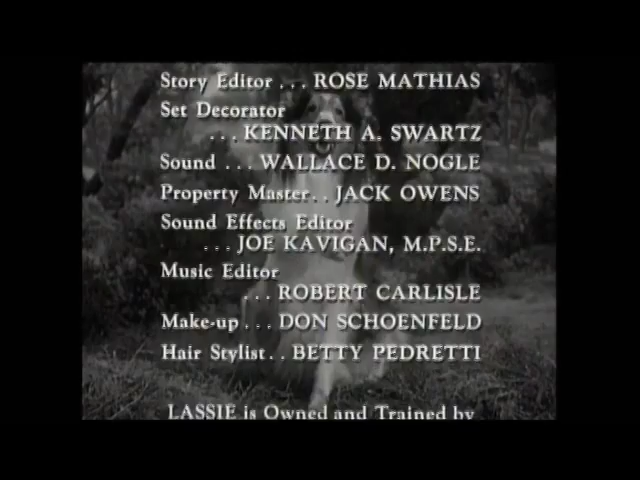 Story Editor . . . ROSE MATHIAS
Set Decorator
. . . KENNETH A. SWARTZ
Sound . . . WALLACE D. NOGLE
Property Master . . JACK OWENS
Sound Effects Editor
. . . JOE KAVIGAN, M.P.S.E.
Music Editor
. . . ROBERT CARLISLE
Make-up . . . DON SCHOENFELD
Hair Stylist . . BETTY PEDRETTI
LASSIE is Owned and Trained by